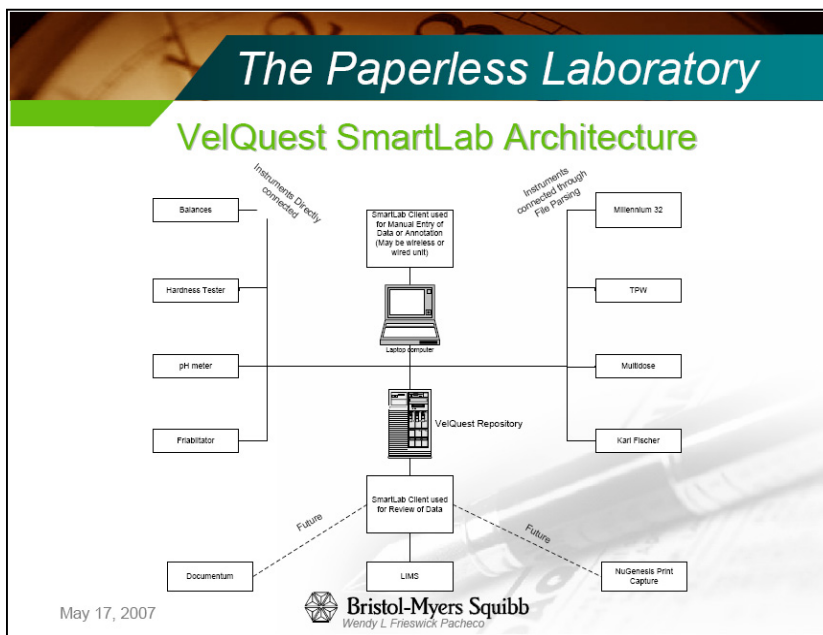 The Paperless Laboratory
VelQuest SmartLab Architecture
Instruments Directly
connected
Instruments
connected through
File Parsing
Balances
SmartLab Client used
for Manual Entry of
Data or Annotation
(May be wireless or
wired unit)
Millennium 32
Hardness Tester
TPW
Laptop computer
pH meter
Multidose
VelQuest Repository
Friabilitator
Karl Fischer
SmartLab Client used
for Review of Data
Future
Future
Documentum
LIMS
NuGenesis Print
Capture
May 17, 2007
Bristol-Myers Squibb
Wendy L Frieswick Pacheco